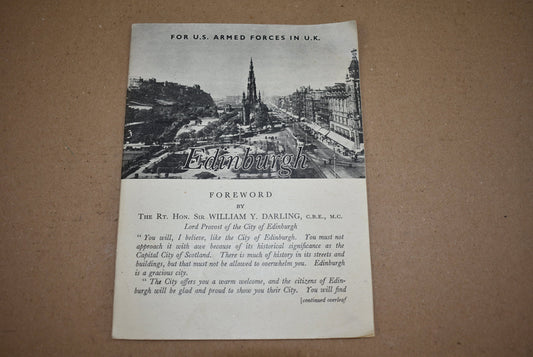 FOR U.S. ARMED FORCES IN U.K.
Edinburgh
FOREWORD
BY
THE RT. HON. SIR WILLIAM Y. DARLING, C.B.E., M.C.
Lord Provost of the City of Edinburgh
" You will, I believe, like the City of Edinburgh. You must not
approach it with awe because of its historical significance as the
Capital City of Scotland. There is much of history in its streets and
buildings, but that must not be allowed to overwhelm you. Edinburgh
is a gracious city.
" The City offers you a warm welcome, and the citizens of Edin-
burgh will be glad and proud to show you their City. You will find
[continued overleaf